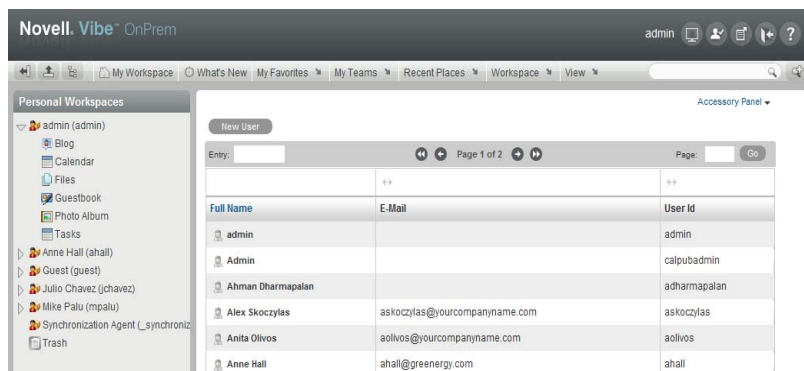 Novell. Vibe™ OnPrem
admin
?
My Workspace What's New My Favorites My Teams Recent Places Workspace View
Personal Workspaces
admin (admin)
Blog
Calendar
Files
Guestbook
Photo Album
Tasks
Anne Hall (ahall)
Guest (guest)
Julio Chavez (jchavez)
Mike Palu (mpalu)
Synchronization Agent (_synchroniz
Trash
Accessory Panel
New User
Entry: Page 1 of 2 Page: Go
Full Name E-Mail User Id
admin admin
Admin calpubadmin
Ahman Dharmapalan adharmapalan
Alex Skoczylas askoczylas@yourcompanyname.com askoczylas
Anita Olivos aolivos@yourcompanyname.com aolivos
Anne Hall ahall@greenergy.com ahall